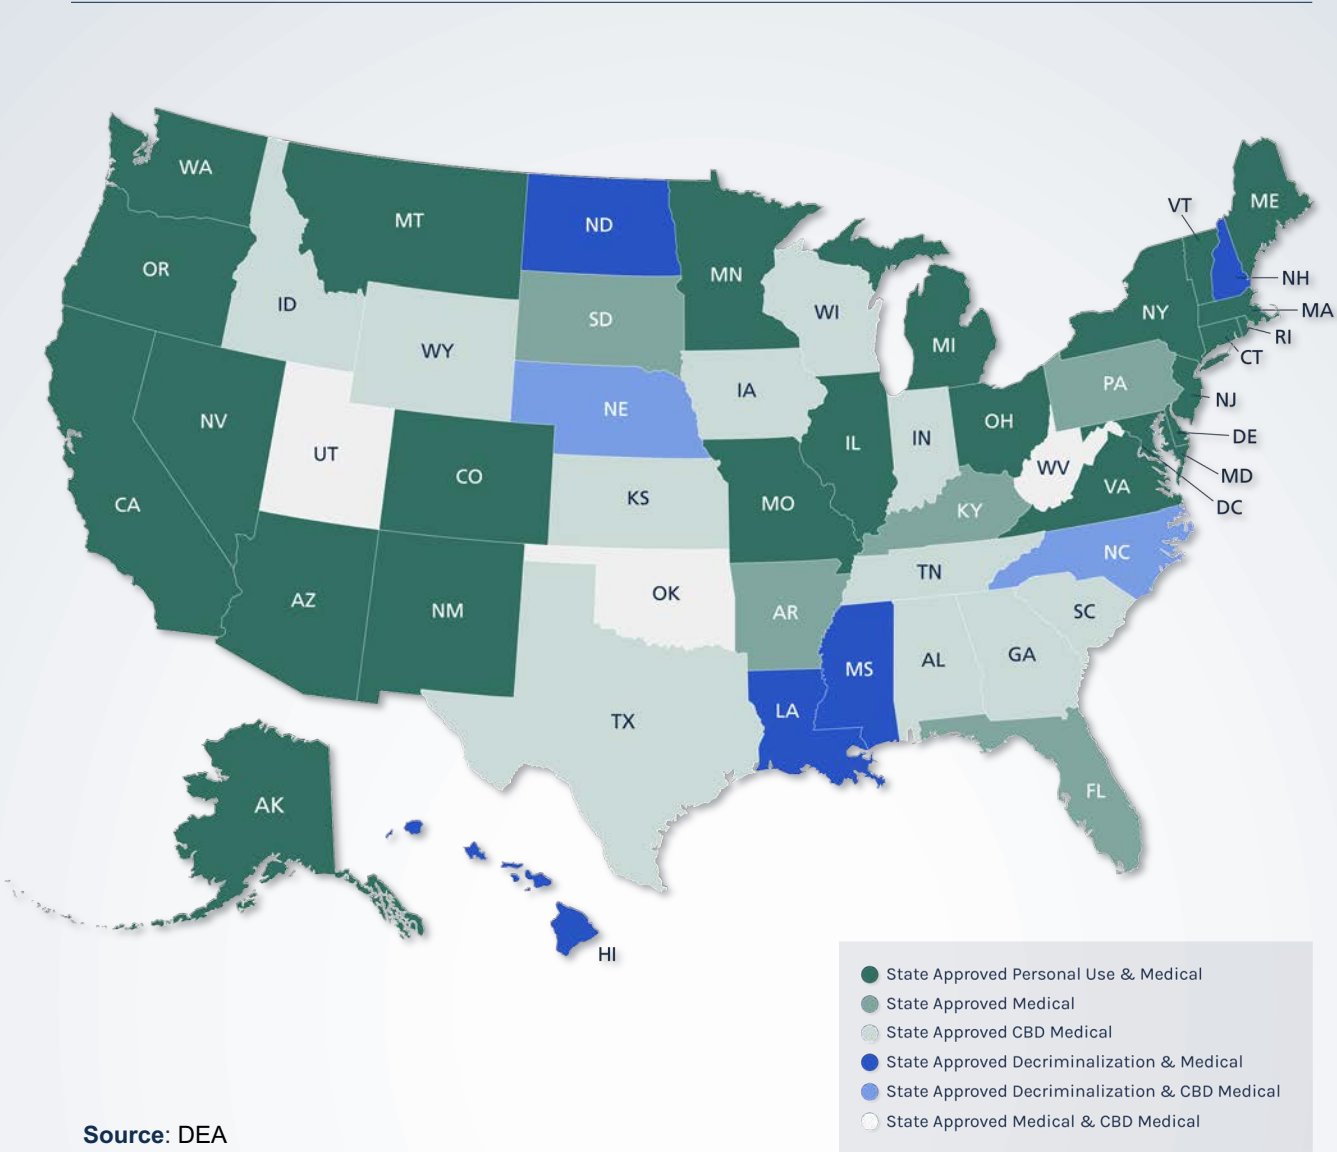 WA
MT
ND
MN
VT
ME
OR
ID
SD
WI
NH
NY
MA
WY
MI
RI
CT
IA
PA
NE
NJ
NV
UT
IL
IN
OH
DE
CO
WV
MD
KS
VA
CA
MO
KY
DC
NC
TN
AZ
NM
OK
AR
SC
MS
AL
GA
LA
TX
FL
AK
HI
State Approved Personal Use & Medical
State Approved Medical
State Approved CBD Medical
State Approved Decriminalization & Medical
State Approved Decriminalization & CBD Medical
State Approved Medical & CBD Medical
Source: DEA